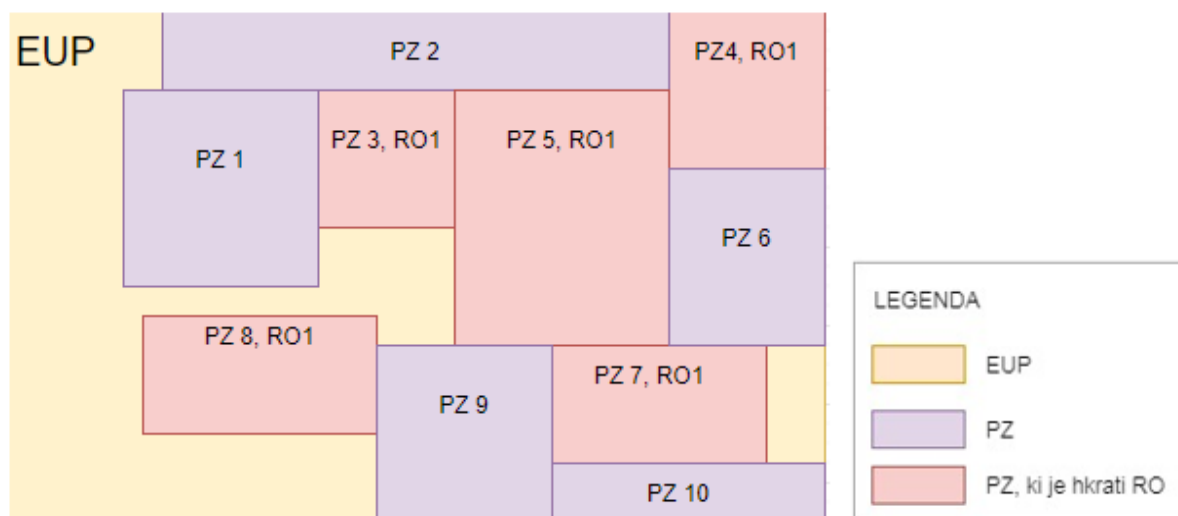 EUP
PZ 2
PZ4, RO1
PZ 1
PZ 3, RO1
PZ 5, RO1
PZ 6
PZ 8, RO1
PZ 9
PZ 7, RO1
PZ 10
LEGENDA
EUP
PZ
PZ, ki je hkrati RO